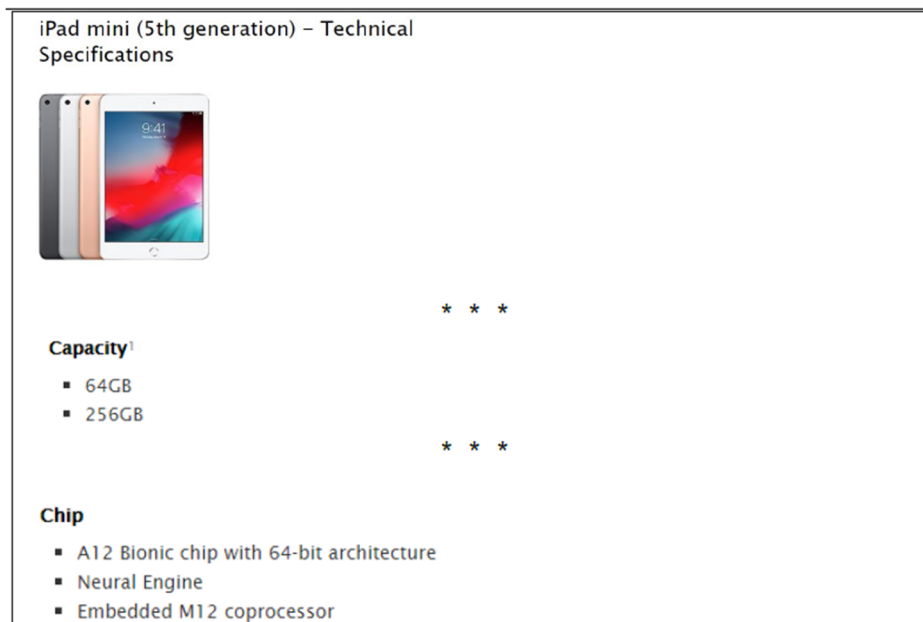 iPad mini (5th generation) – Technical
Specifications
9:41
* * *
Capacity1
▪ 64GB
▪ 256GB
* * *
Chip
▪ A12 Bionic chip with 64-bit architecture
▪ Neural Engine
▪ Embedded M12 coprocessor